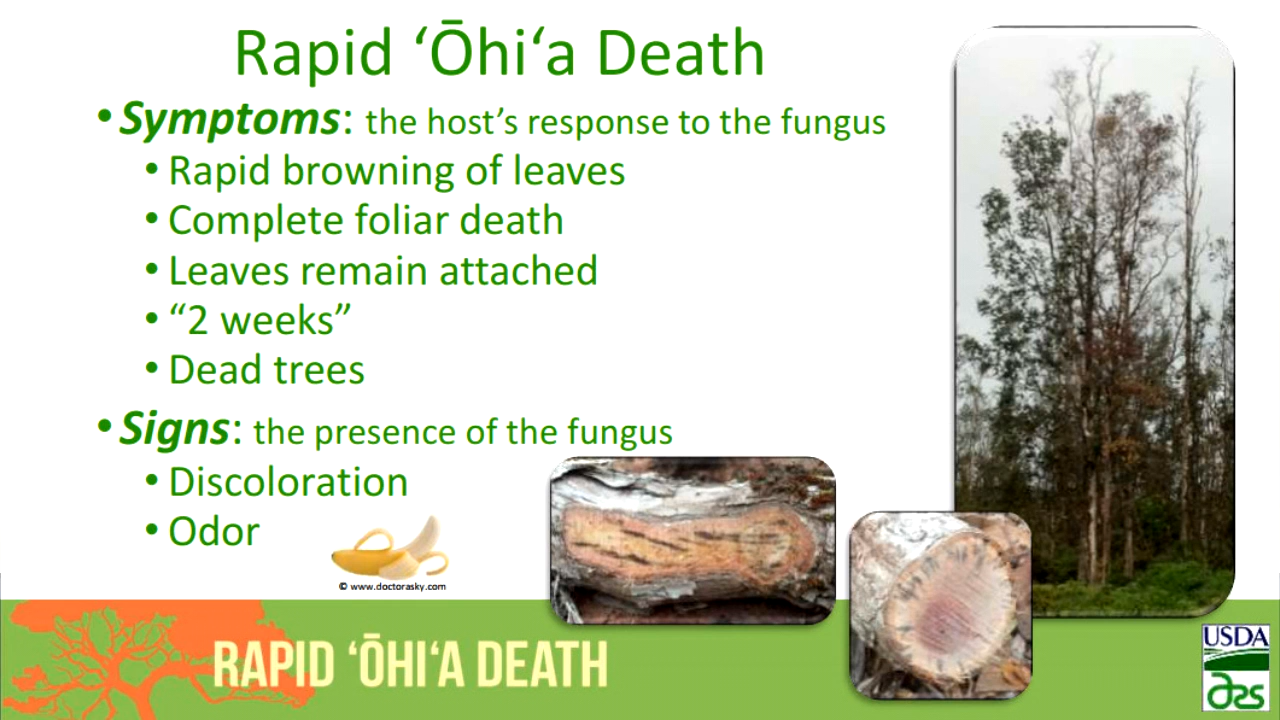 Rapid ‘Ōhi‘a Death
•Symptoms: the host’s response to the fungus
•Rapid browning of leaves
•Complete foliar death
•Leaves remain attached
•“2 weeks”
•Dead trees
•Signs: the presence of the fungus
•Discoloration
•Odor
© www.doctorasky.com
RAPID ‘ŌHI‘A DEATH
USDA
ars